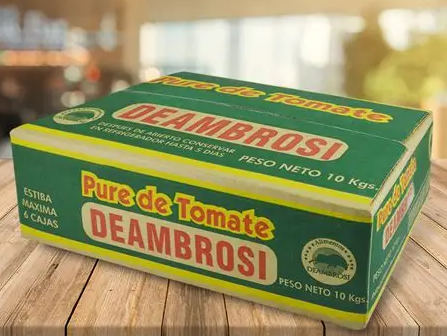 Pure de Tomate
DEAMBROSI
DESPUES DE ABIERTO CONSERVAR
EN REFRIGERADOR HASTA 5 DIAS
PESO NETO 10 Kgs.
ESTIBA
MAXIMA
6 CAJAS
Pure de Tomate
DEAMBROSI
Alimentos
DEAMBROSI
PESO NETO 10 Kgs.
Pure de Tomate
DEAMBROSI